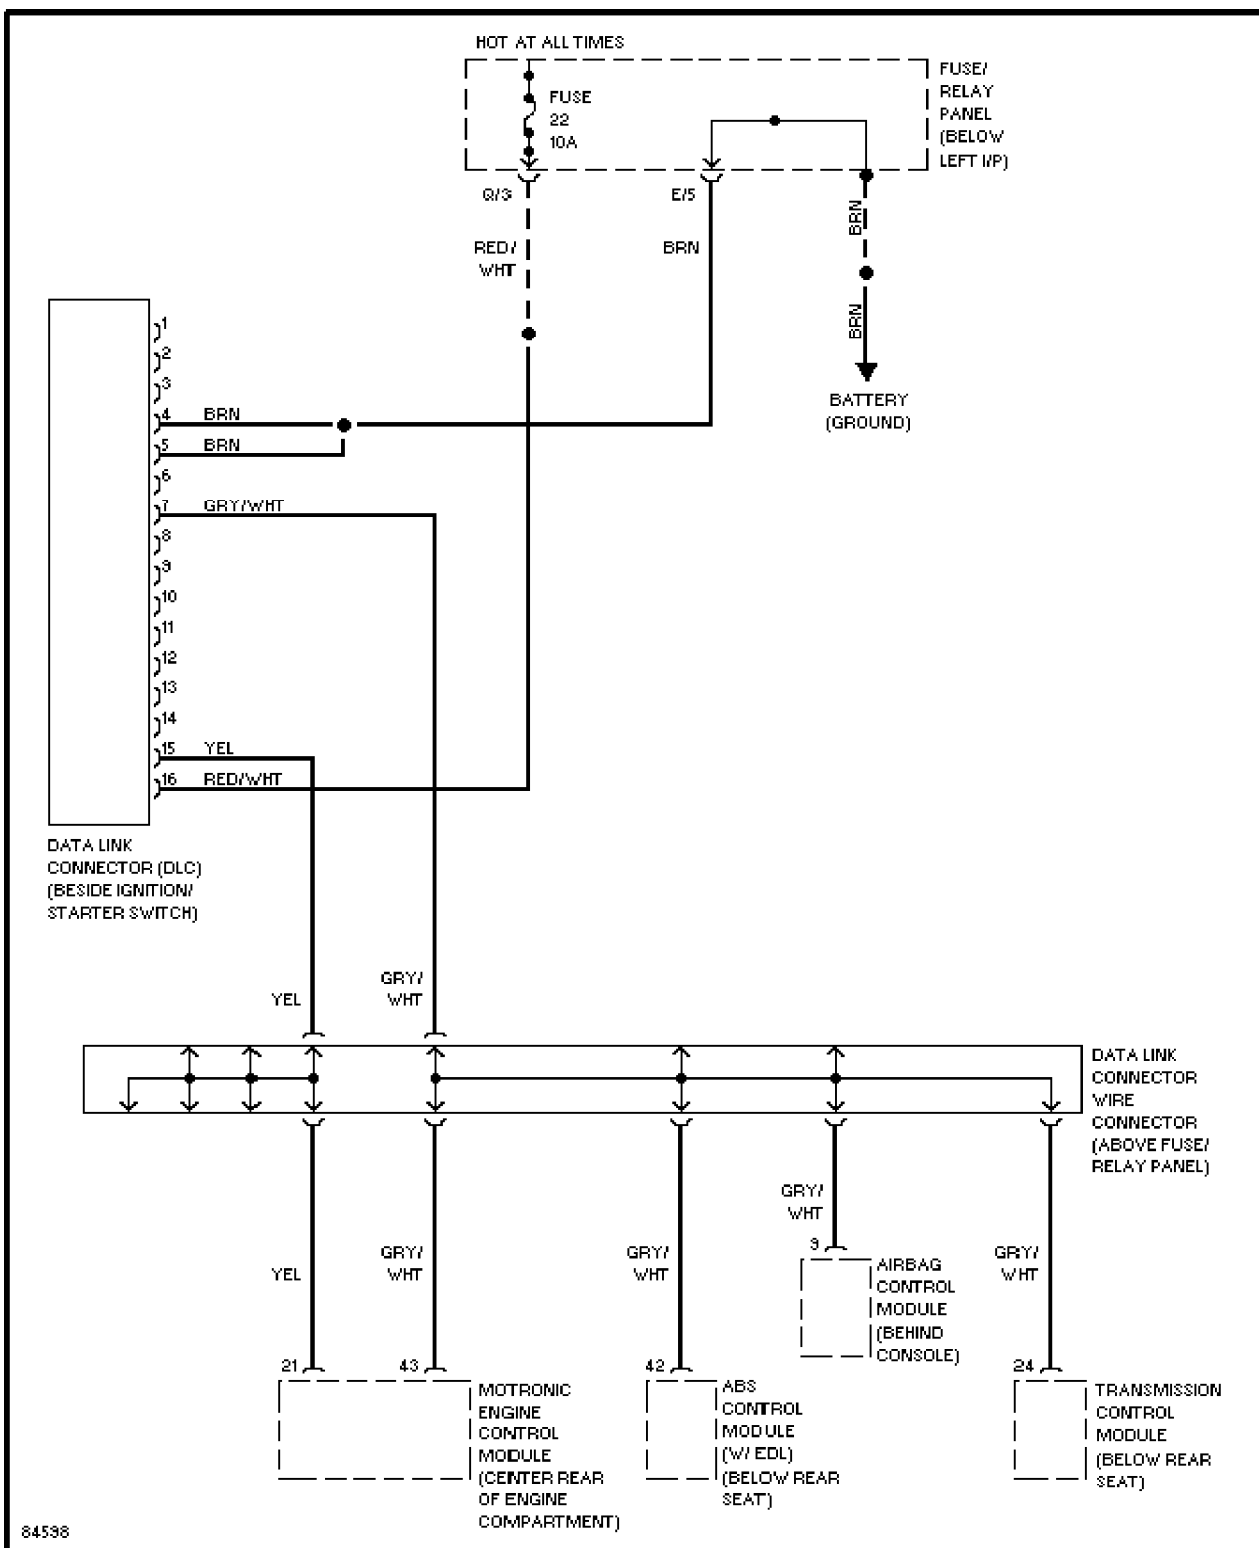 HOT AT ALL TIMES
FUSE/
RELAY
PANEL
(BELOW
LEFT I/P)
FUSE
22
10A
Q/3
E/5
RED/
WHT
BRN
BRN
BRN
BATTERY
(GROUND)
1
2
3
4 BRN
5 BRN
6
7 GRY/WHT
8
9
10
11
12
13
14
15 YEL
16 RED/WHT
DATA LINK
CONNECTOR (DLC)
(BESIDE IGNITION/
STARTER SWITCH)
YEL
GRY/
WHT
DATA LINK
CONNECTOR
WIRE
CONNECTOR
(ABOVE FUSE/
RELAY PANEL)
YEL
GRY/
WHT
GRY/
WHT
GRY/
WHT
GRY/
WHT
9
AIRBAG
CONTROL
MODULE
(BEHIND
CONSOLE)
21
43
42
24
MOTRONIC
ENGINE
CONTROL
MODULE
(CENTER REAR
OF ENGINE
COMPARTMENT)
ABS
CONTROL
MODULE
(W/ EDL)
(BELOW REAR
SEAT)
TRANSMISSION
CONTROL
MODULE
(BELOW REAR
SEAT)
84598